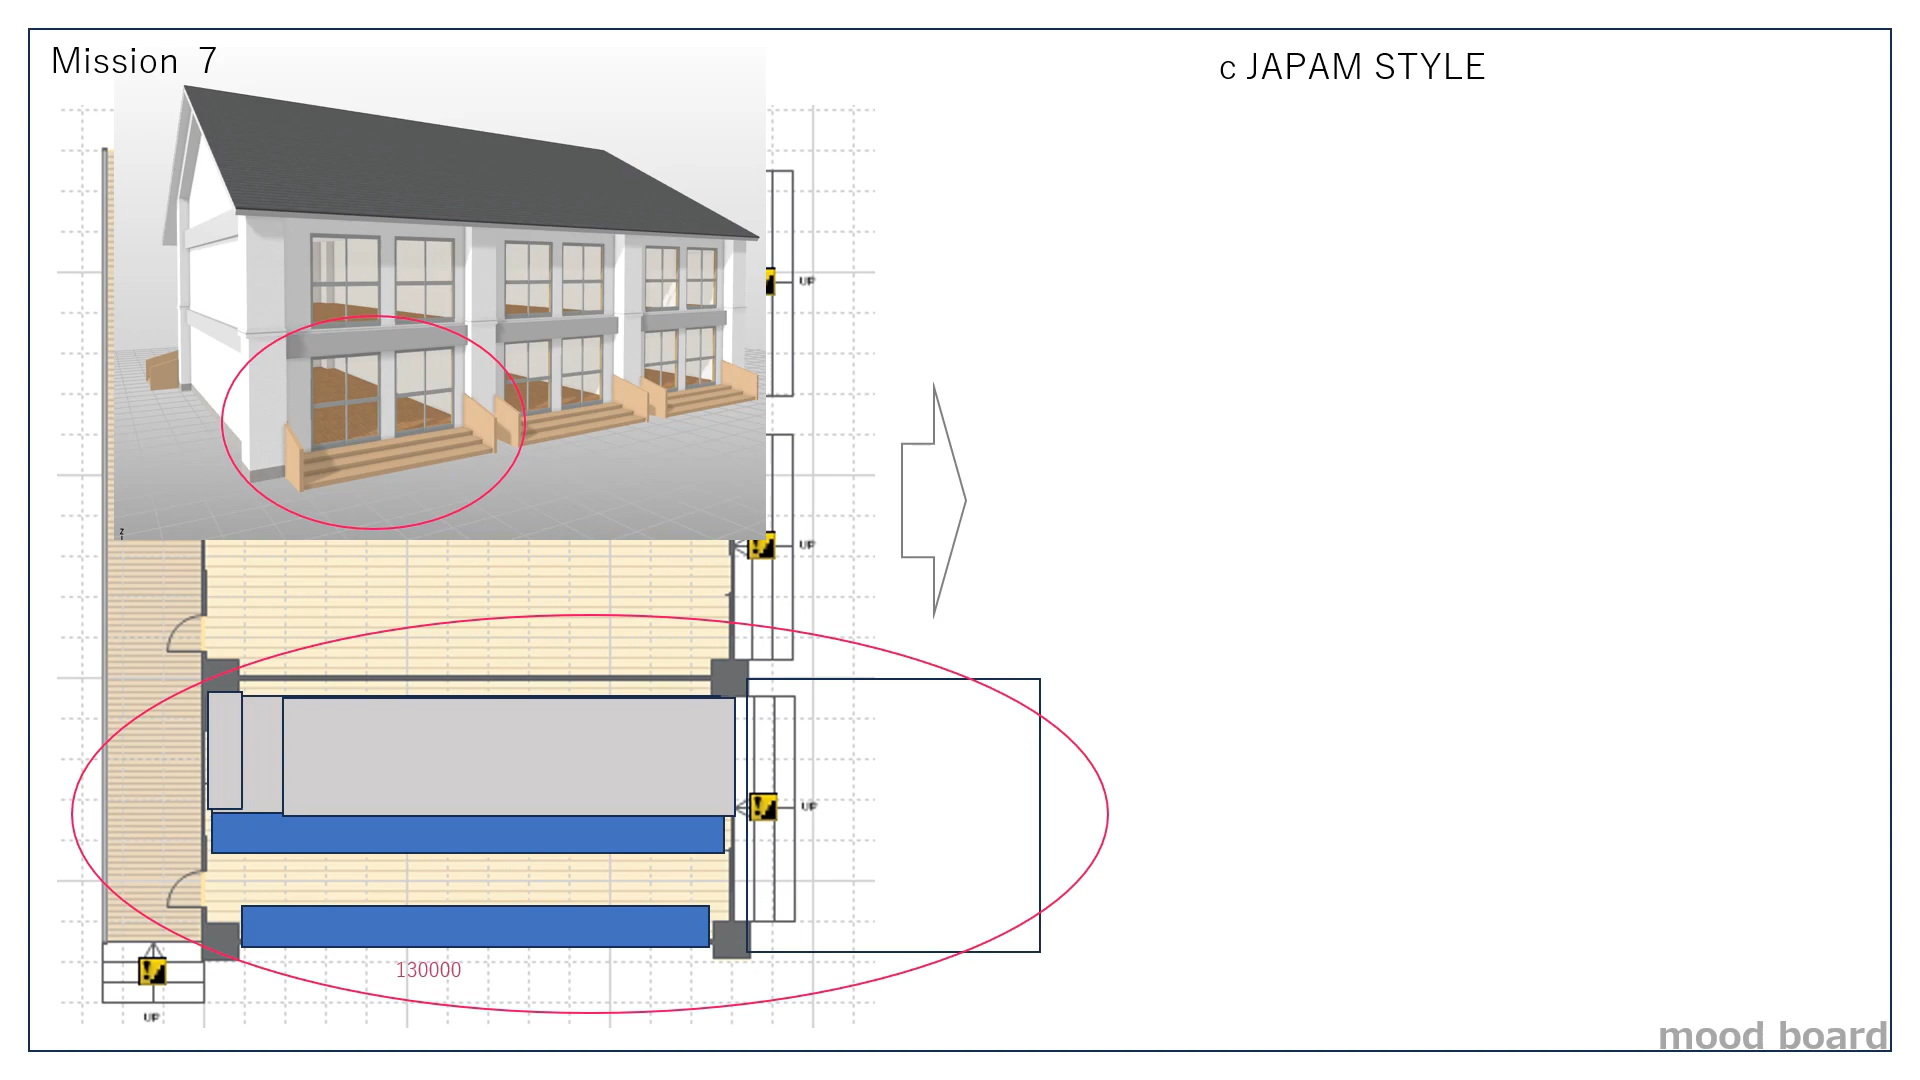 Mission 7
c JAPAM STYLE
UP
UP
UP
130000
UP
z
mood board